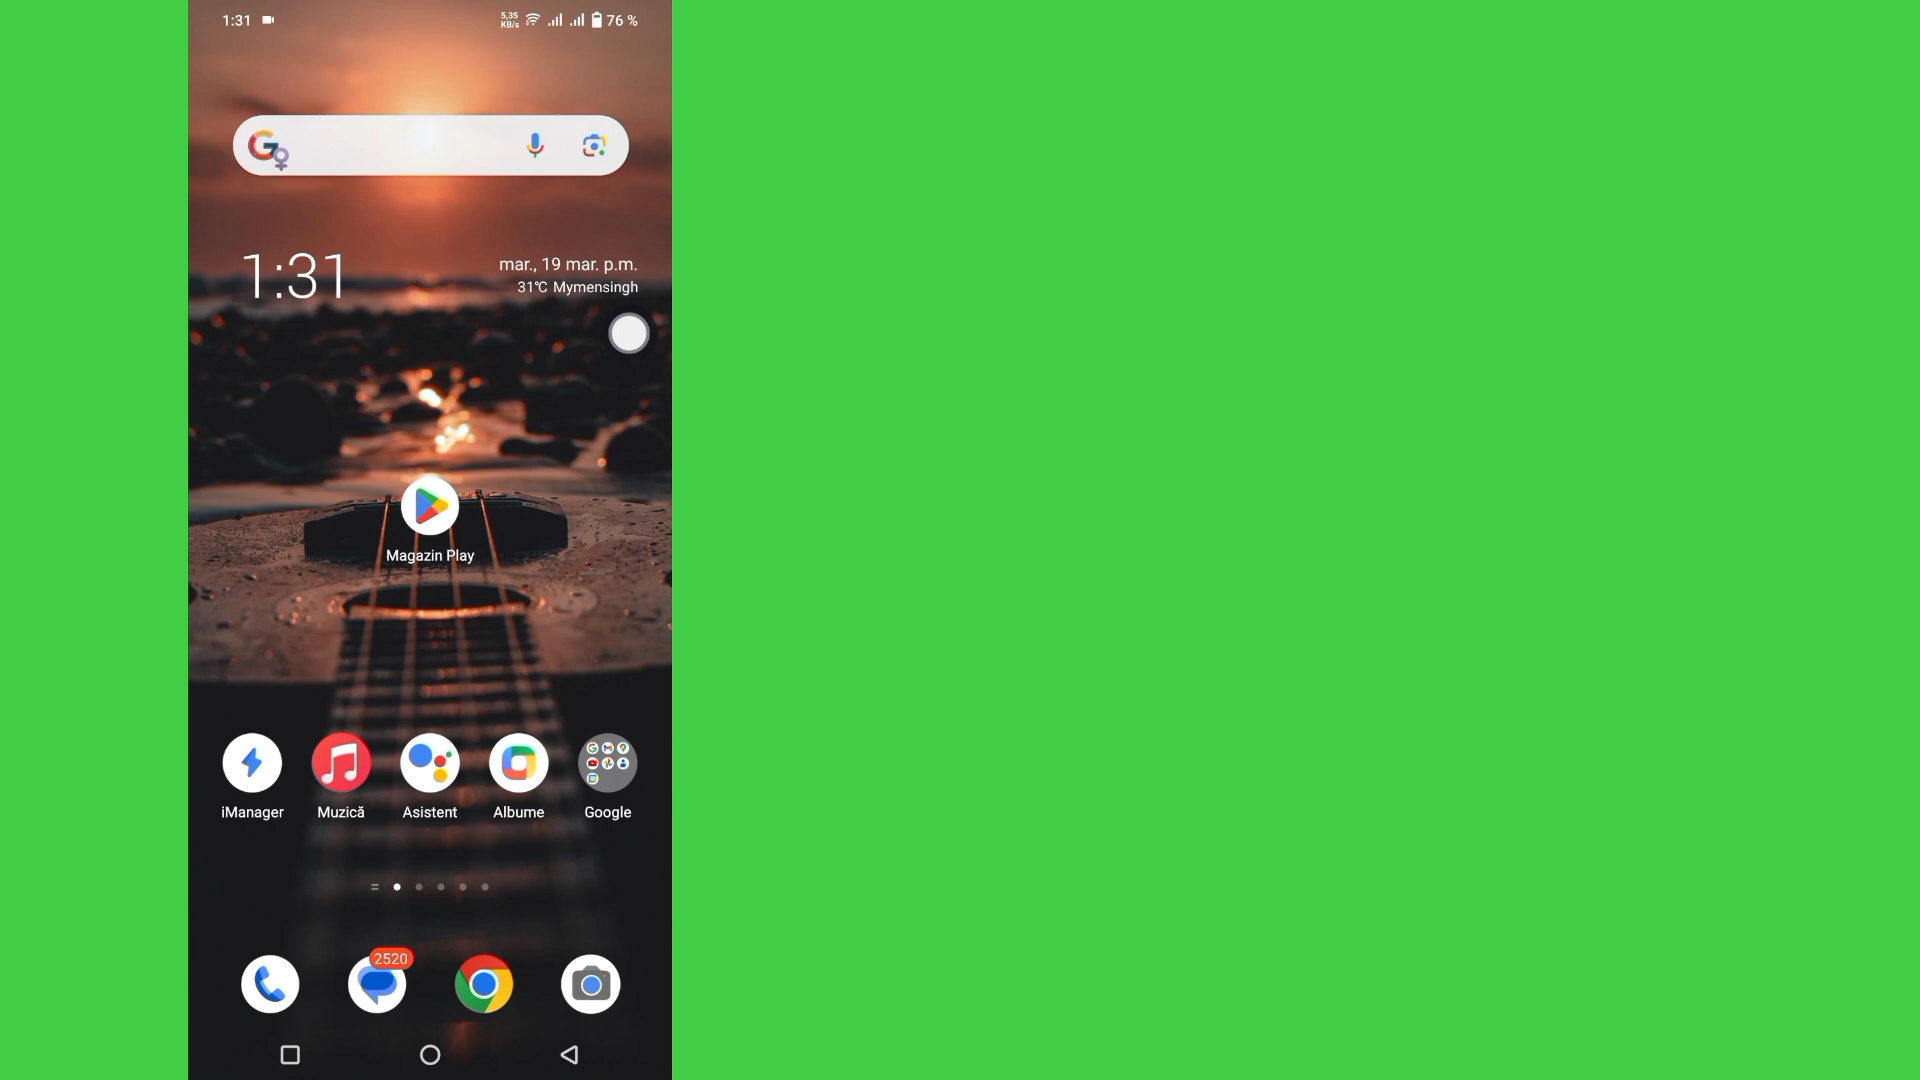 1:31
5,35
KB/s
76 %
1:31
mar., 19 mar. p.m.
31°C Mymensingh
Magazin Play
iManager
Muzică
Asistent
Albume
Google
2520